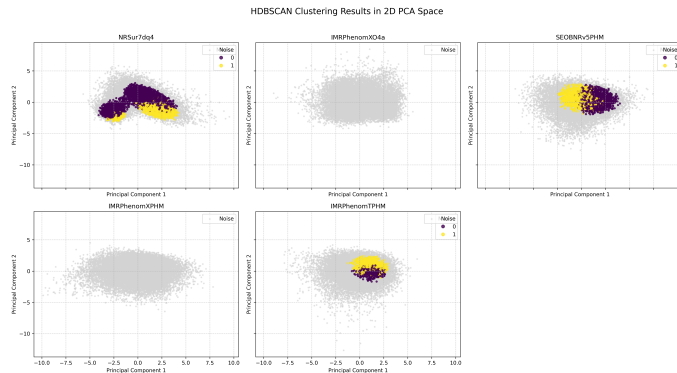 HDBSCAN Clustering Results in 2D PCA Space
NRSur7dq4
IMRPhenomXO4a
SEOBNRv5PHM
Noise
0
1
Noise
Noise
0
1
Principal Component 2
5
0
−5
−10
Principal Component 2
Principal Component 2
Principal Component 1
Principal Component 1
Principal Component 1
IMRPhenomXPHM
IMRPhenomTPHM
Noise
Noise
0
1
Principal Component 2
5
0
−5
−10
Principal Component 2
−10.0 −7.5 −5.0 −2.5 0.0 2.5 5.0 7.5 10.0
−10.0 −7.5 −5.0 −2.5 0.0 2.5 5.0 7.5 10.0
Principal Component 1
Principal Component 1